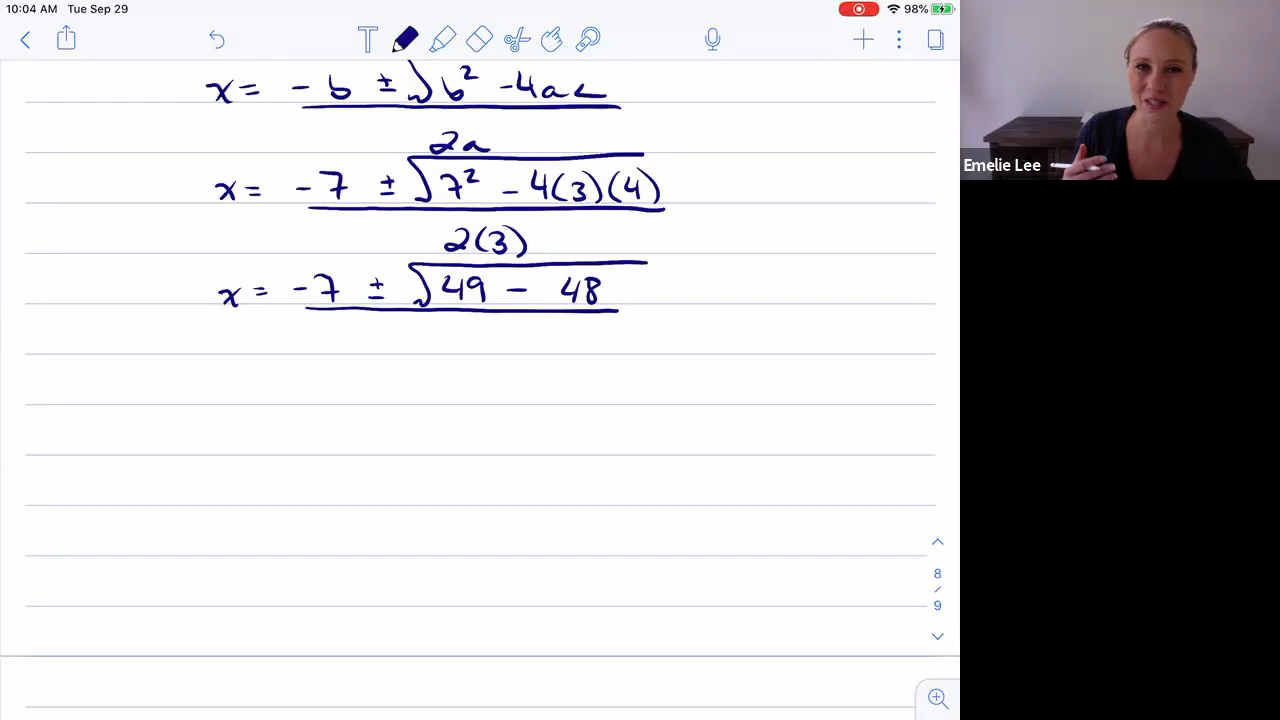 10:04 AM Tue Sep 29 98%
T
x = - b ± √b² - 4ac
2a
x = - 7 ± √7² - 4(3)(4)
2(3)
x = - 7 ± √49 - 48
Emelie Lee
8
/
9